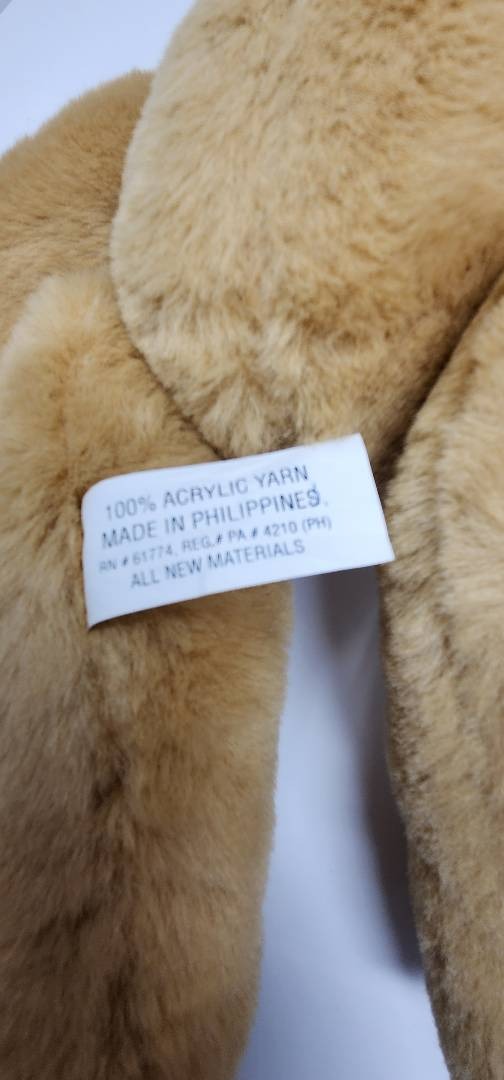 100% ACRYLIC YARN
MADE IN PHILIPPINES.
RN # 61774, REG.# PA # 4210 (PH)
ALL NEW MATERIALS